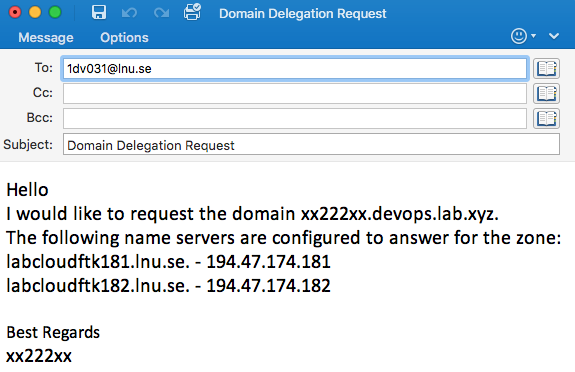 Domain Delegation Request
Message Options
To: 1dv031@lnu.se
Cc:
Bcc:
Subject: Domain Delegation Request
Hello
I would like to request the domain xx222xx.devops.lab.xyz.
The following name servers are configured to answer for the zone:
labcloudftk181.lnu.se. - 194.47.174.181
labcloudftk182.lnu.se. - 194.47.174.182
Best Regards
xx222xx